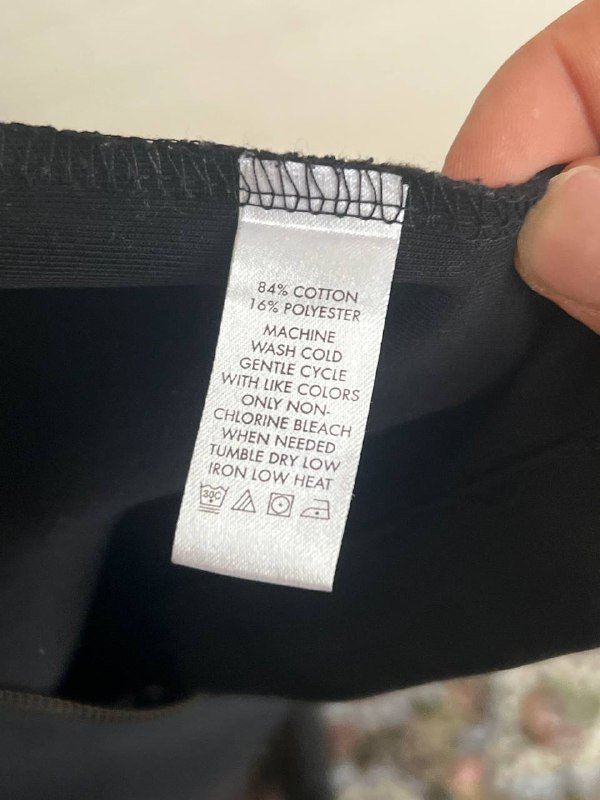 84% COTTON
16% POLYESTER
MACHINE
WASH COLD
GENTLE CYCLE
WITH LIKE COLORS
ONLY NON-
CHLORINE BLEACH
WHEN NEEDED
TUMBLE DRY LOW
IRON LOW HEAT
30C